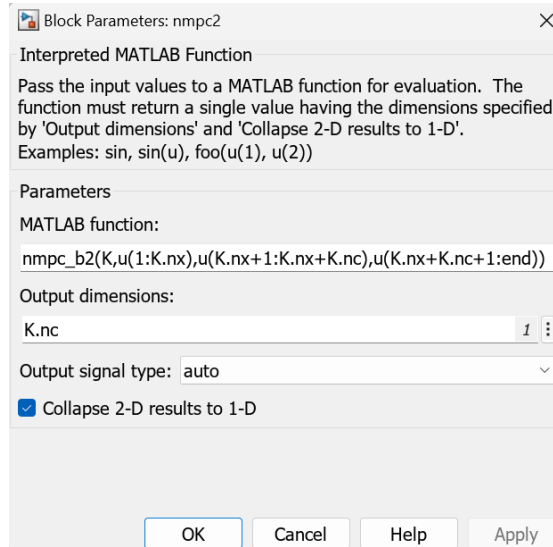 Block Parameters: nmpc2
Interpreted MATLAB Function
Pass the input values to a MATLAB function for evaluation. The
function must return a single value having the dimensions specified
by 'Output dimensions' and 'Collapse 2-D results to 1-D'.
Examples: sin, sin(u), foo(u(1), u(2))
Parameters
MATLAB function:
nmpc_b2(K,u(1:K.nx),u(K.nx+1:K.nx+K.nc),u(K.nx+K.nc+1:end))
Output dimensions:
K.nc 1
Output signal type: auto
Collapse 2-D results to 1-D
OK Cancel Help Apply